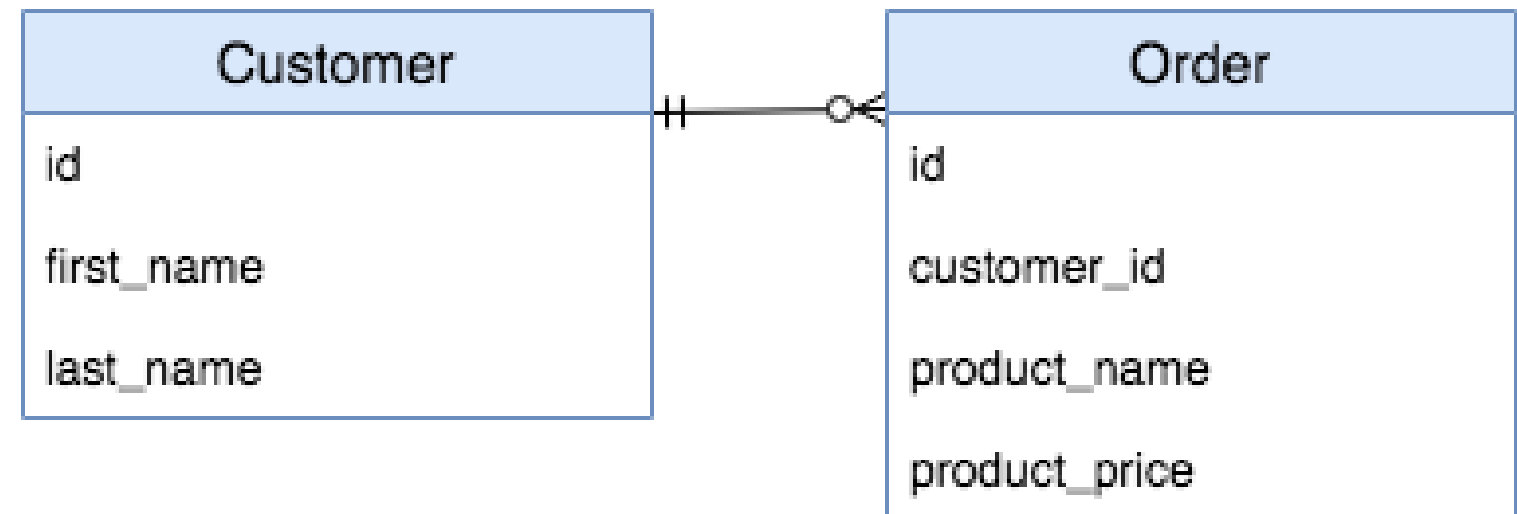 Customer
id
first_name
last_name
Order
id
customer_id
product_name
product_price